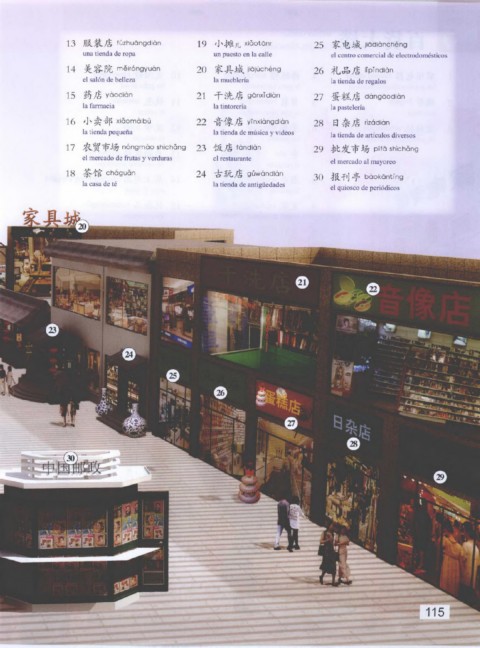 13 服装店 fúzhuāngdiàn
una tienda de ropa
14 美容院 měiróngyuàn
el salón de belleza
15 药店 yàodiàn
la farmacia
16 小卖部 xiǎomàibù
la tienda pequeña
17 农贸市场 nóngmào shìchǎng
el mercado de frutas y verduras
18 茶馆 cháguǎn
la casa de té
19 小摊儿 xiǎotānr
un puesto en la calle
20 家具城 jiājùchéng
la mueblería
21 干洗店 gānxǐdiàn
la tintorería
22 音像店 yīnxiàngdiàn
la tienda de música y videos
23 饭店 fàndiàn
el restaurante
24 古玩店 gǔwándiàn
la tienda de antigüedades
25 家电城 jiādiànchéng
el centro comercial de electrodomésticos
26 礼品店 lǐpǐndiàn
la tienda de regalos
27 蛋糕店 dàngāodiàn
la pastelería
28 日杂店 rìzádiàn
la tienda de artículos diversos
29 批发市场 pīfā shìchǎng
el mercado al mayoreo
30 报刊亭 bàokāntíng
el quiosco de periódicos
家具城
20
21
22
音像店
23
24
25
26
蛋糕店
27
日杂店
28
29
30
中国邮政
115